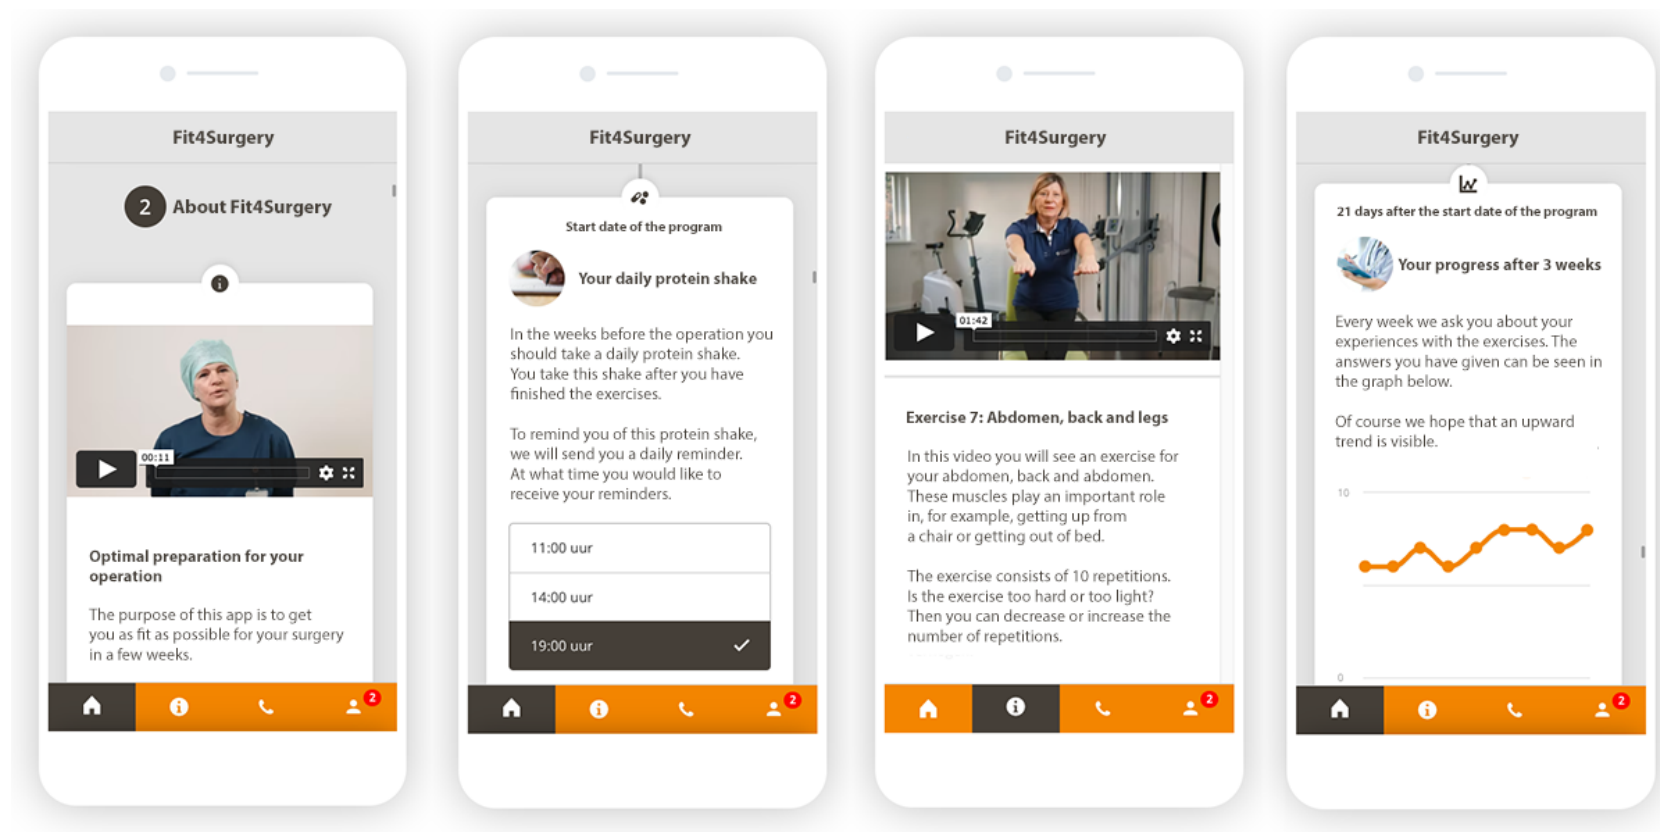 Fit4Surgery
2 About Fit4Surgery
00:11
Optimal preparation for your
operation
The purpose of this app is to get
you as fit as possible for your surgery
in a few weeks.
2
Fit4Surgery
Start date of the program
Your daily protein shake
In the weeks before the operation you
should take a daily protein shake.
You take this shake after you have
finished the exercises.
To remind you of this protein shake,
we will send you a daily reminder.
At what time you would like to
receive your reminders.
11:00 uur
14:00 uur
19:00 uur
2
Fit4Surgery
01:42
Exercise 7: Abdomen, back and legs
In this video you will see an exercise for
your abdomen, back and abdomen.
These muscles play an important role
in, for example, getting up from
a chair or getting out of bed.
The exercise consists of 10 repetitions.
Is the exercise too hard or too light?
Then you can decrease or increase the
number of repetitions.
2
Fit4Surgery
21 days after the start date of the program
Your progress after 3 weeks
Every week we ask you about your
experiences with the exercises. The
answers you have given can be seen in
the graph below.
Of course we hope that an upward
trend is visible.
10
0
2